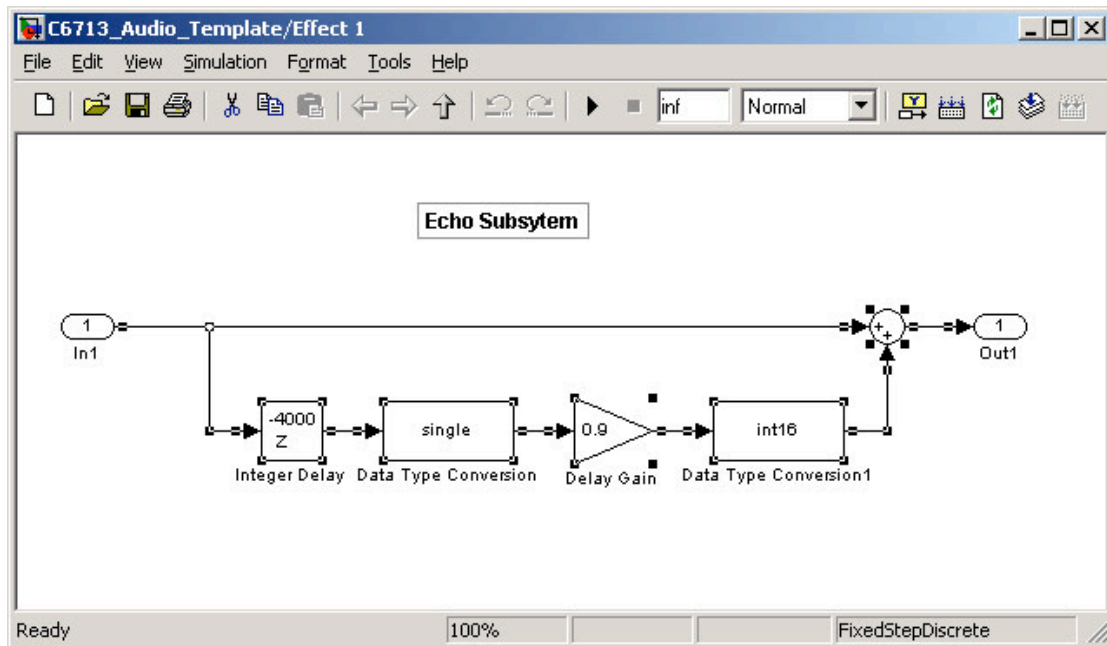 C6713_Audio_Template/Effect 1
File Edit View Simulation Format Tools Help
inf Normal
Echo Subsytem
1
In1
1
Out1
-4000
Z
Integer Delay
single
Data Type Conversion
0.9
Delay Gain
int16
Data Type Conversion1
Ready 100% FixedStepDiscrete